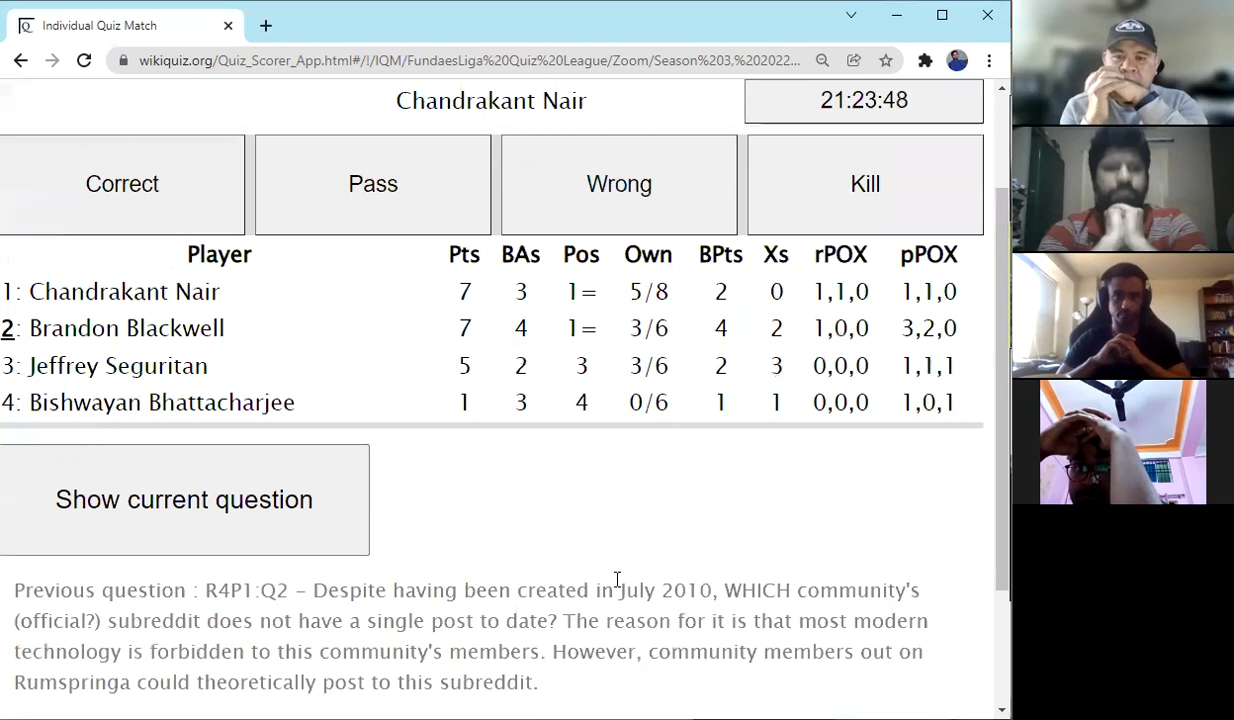 Individual Quiz Match
wikiquiz.org/Quiz_Scorer_App.html#/!/IQM/FundaesLiga%20Quiz%20League/Zoom/Season%203,%202022...
Chandrakant Nair
21:23:48
Correct Pass Wrong Kill
Player Pts BAs Pos Own BPts Xs rPOX pPOX
1: Chandrakant Nair 7 3 1= 5/8 2 0 1,1,0 1,1,0
2: Brandon Blackwell 7 4 1= 3/6 4 2 1,0,0 3,2,0
3: Jeffrey Seguritan 5 2 3 3/6 2 3 0,0,0 1,1,1
4: Bishwayan Bhattacharjee 1 3 4 0/6 1 1 0,0,0 1,0,1
Show current question
Previous question : R4P1:Q2 – Despite having been created in July 2010, WHICH community's
(official?) subreddit does not have a single post to date? The reason for it is that most modern
technology is forbidden to this community's members. However, community members out on
Rumspringa could theoretically post to this subreddit.